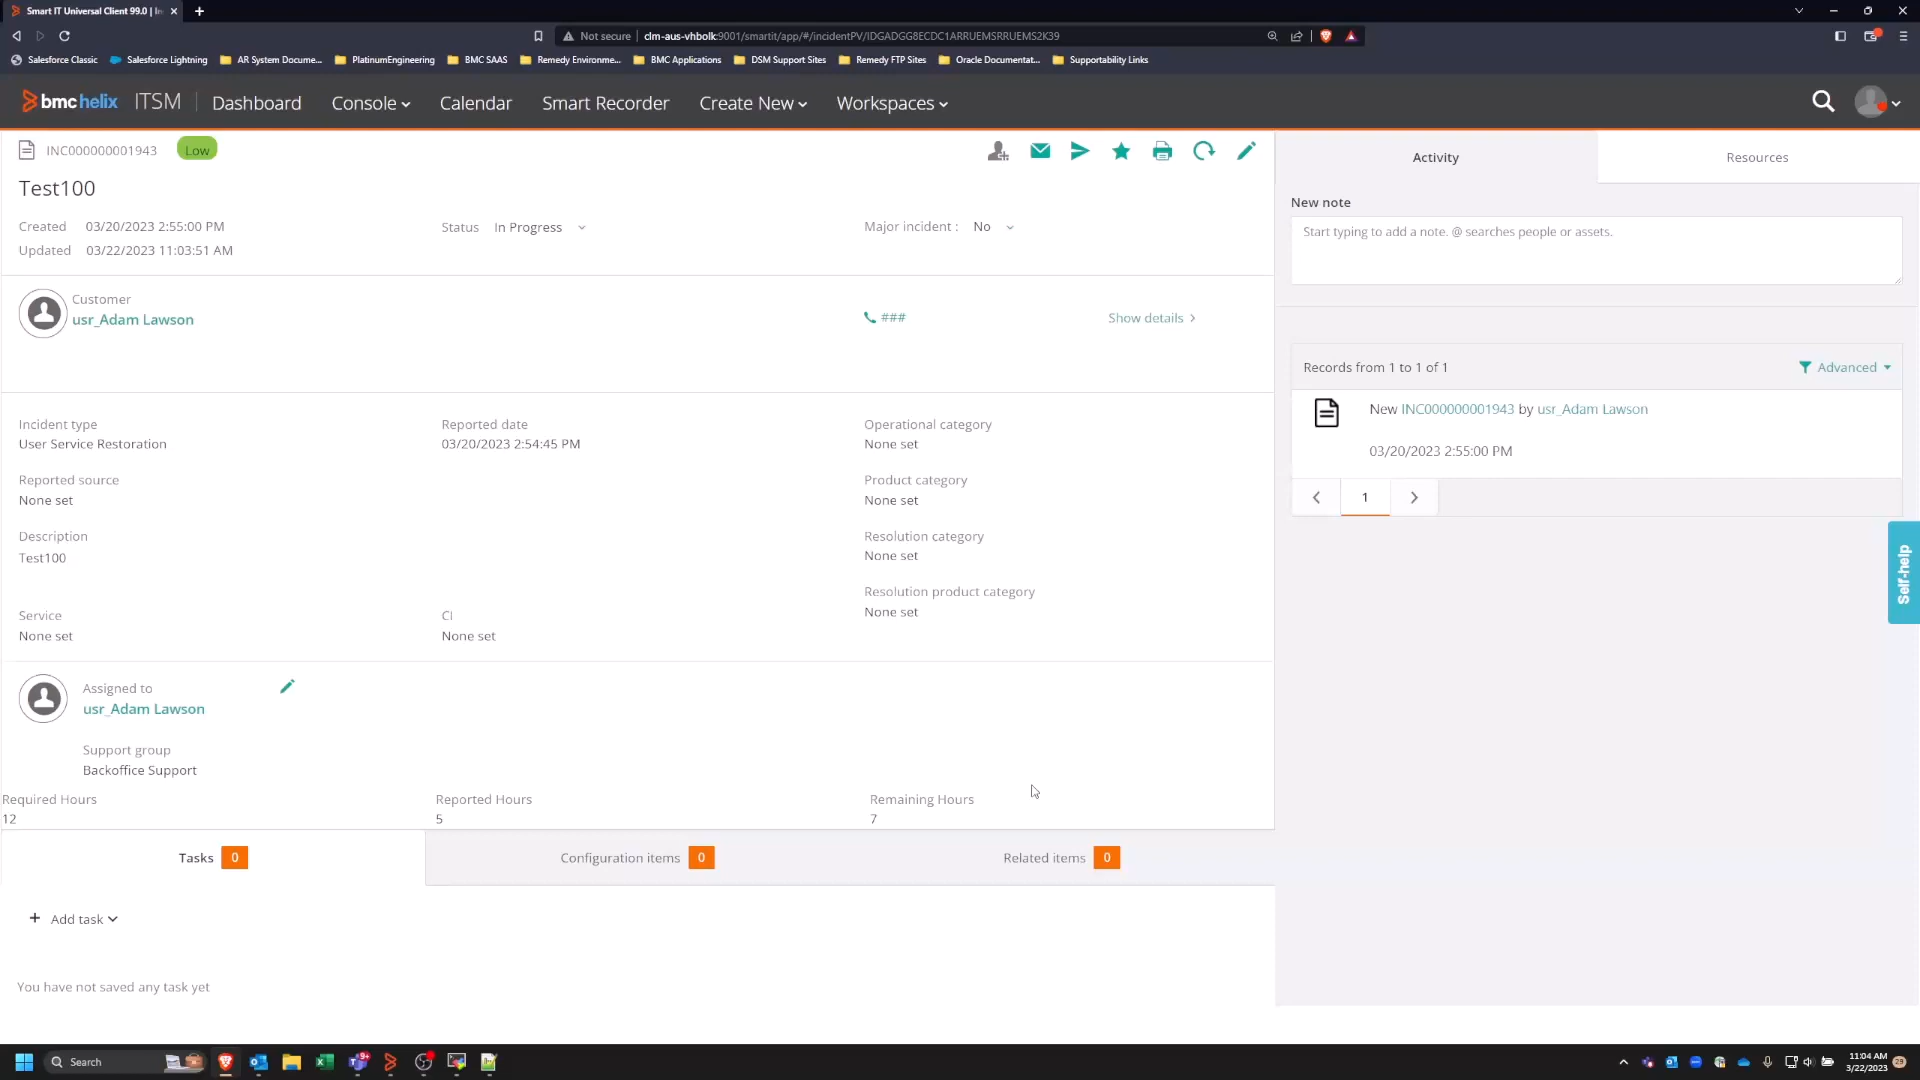 Smart IT Universal Client 99.0 | In
Not secure | clm-aus-vhbolk:9001/smartit/app/#/incidentPV/IDGADGG8ECDC1ARRUEMSRRUEMS2K39
Salesforce Classic Salesforce Lightning AR System Docume... PlatinumEngineering BMC SAAS Remedy Environme... BMC Applications DSM Support Sites Remedy FTP Sites Oracle Documentat... Supportability Links
bmc helix ITSM Dashboard Console Calendar Smart Recorder Create New Workspaces
INC000000001943 Low
Test100
Created 03/20/2023 2:55:00 PM Status In Progress Major incident : No
Updated 03/22/2023 11:03:51 AM
Customer
usr_Adam Lawson ### Show details
Incident type Reported date Operational category
User Service Restoration 03/20/2023 2:54:45 PM None set
Reported source Product category
None set None set
Description Resolution category
Test100 None set
Resolution product category
None set
Service CI
None set None set
Assigned to
usr_Adam Lawson
Support group
Backoffice Support
Required Hours Reported Hours Remaining Hours
12 5 7
Tasks 0 Configuration items 0 Related items 0
+ Add task
You have not saved any task yet
Activity Resources
New note
Start typing to add a note. @ searches people or assets.
Records from 1 to 1 of 1 Advanced
New INC000000001943 by usr_Adam Lawson
03/20/2023 2:55:00 PM
1
Self-help
Search
9+
11:04 AM
3/22/2023